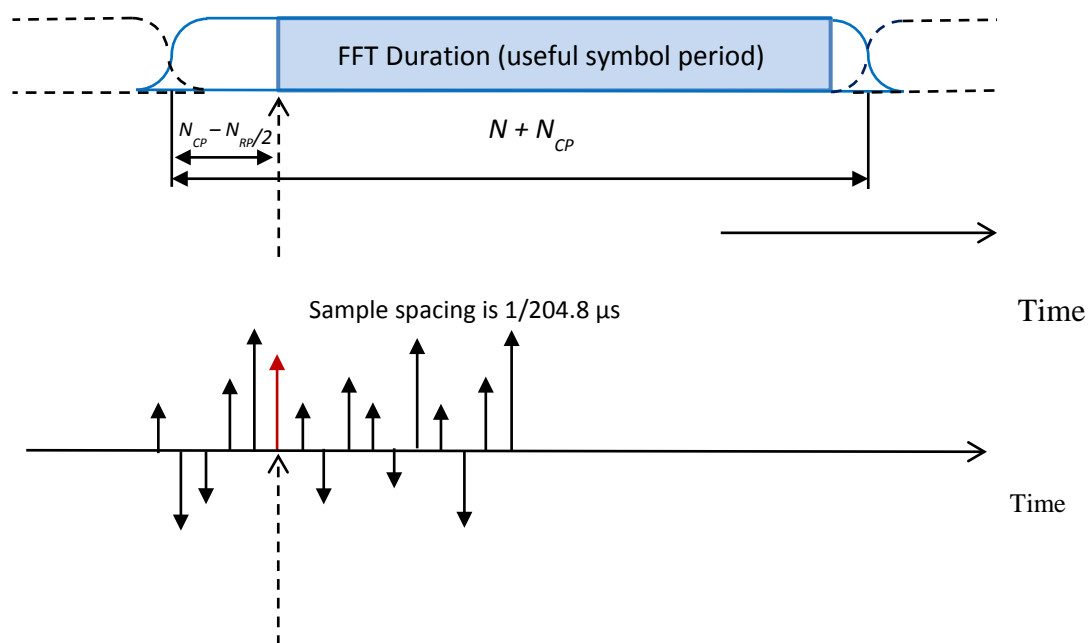 FFT Duration (useful symbol period)
N_CP – N_RP/2
N + N_CP
Time
Sample spacing is 1/204.8 µs
Time